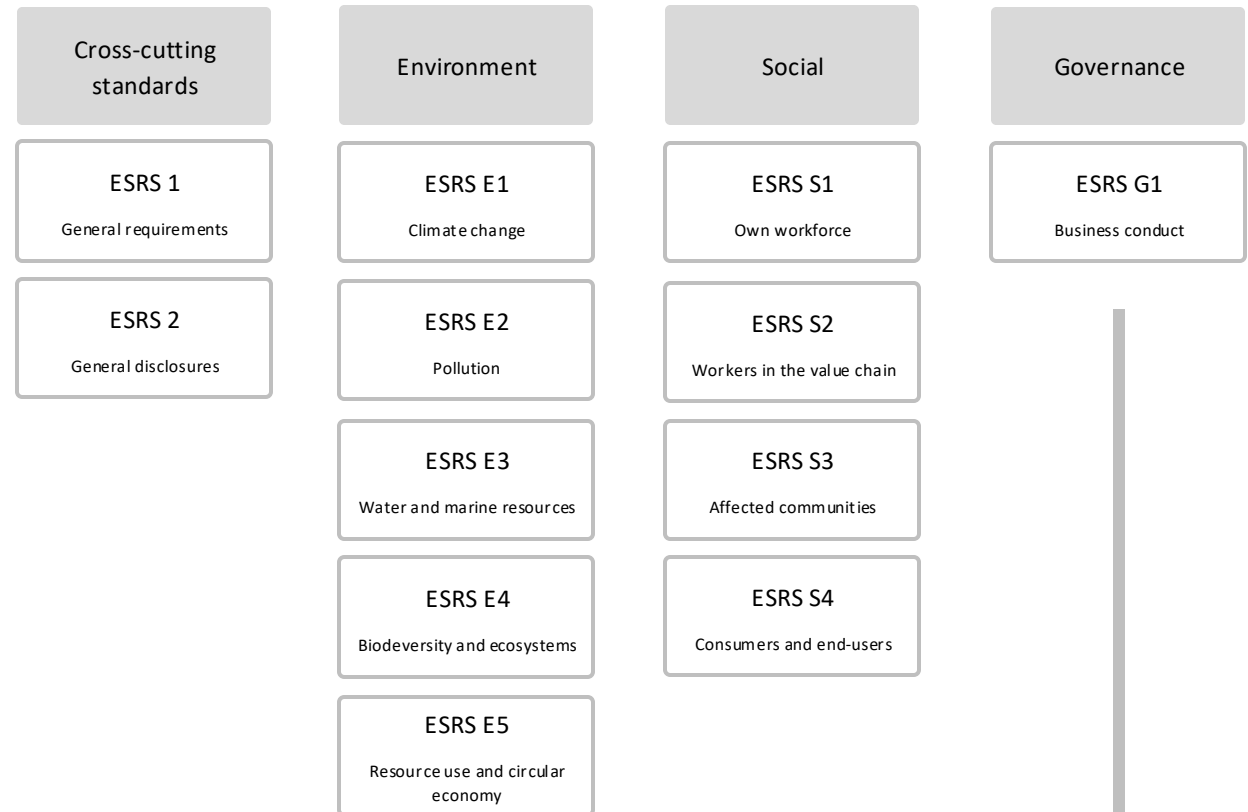 Cross-cutting
standards
ESRS 1
General requirements
ESRS 2
General disclosures
Environment
ESRS E1
Climate change
ESRS E2
Pollution
ESRS E3
Water and marine resources
ESRS E4
Biodeversity and ecosystems
ESRS E5
Resource use and circular
economy
Social
ESRS S1
Own workforce
ESRS S2
Workers in the value chain
ESRS S3
Affected communities
ESRS S4
Consumers and end-users
Governance
ESRS G1
Business conduct